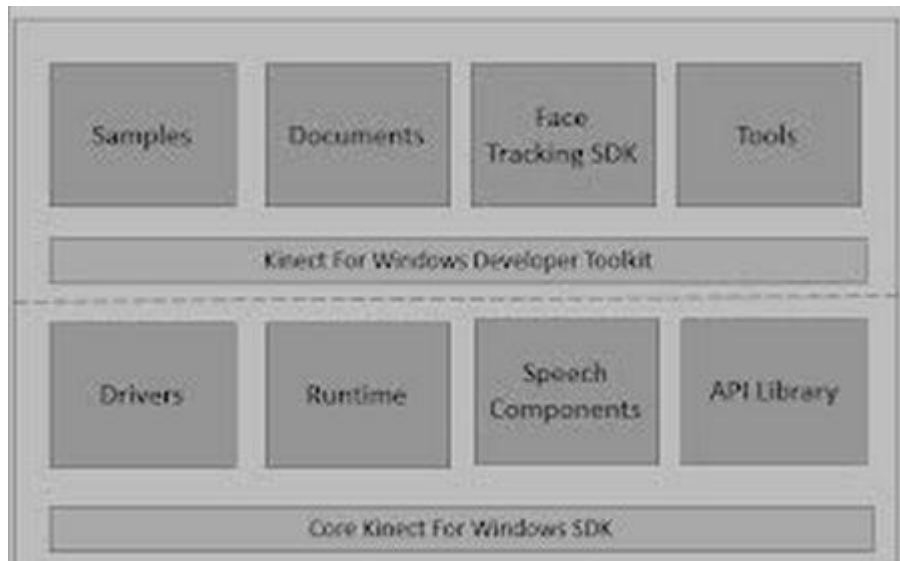 Samples
Documents
Face
Tracking SDK
Tools
Kinect For Windows Developer Toolkit
Drivers
Runtime
Speech
Components
API Library
Core Kinect For Windows SDK